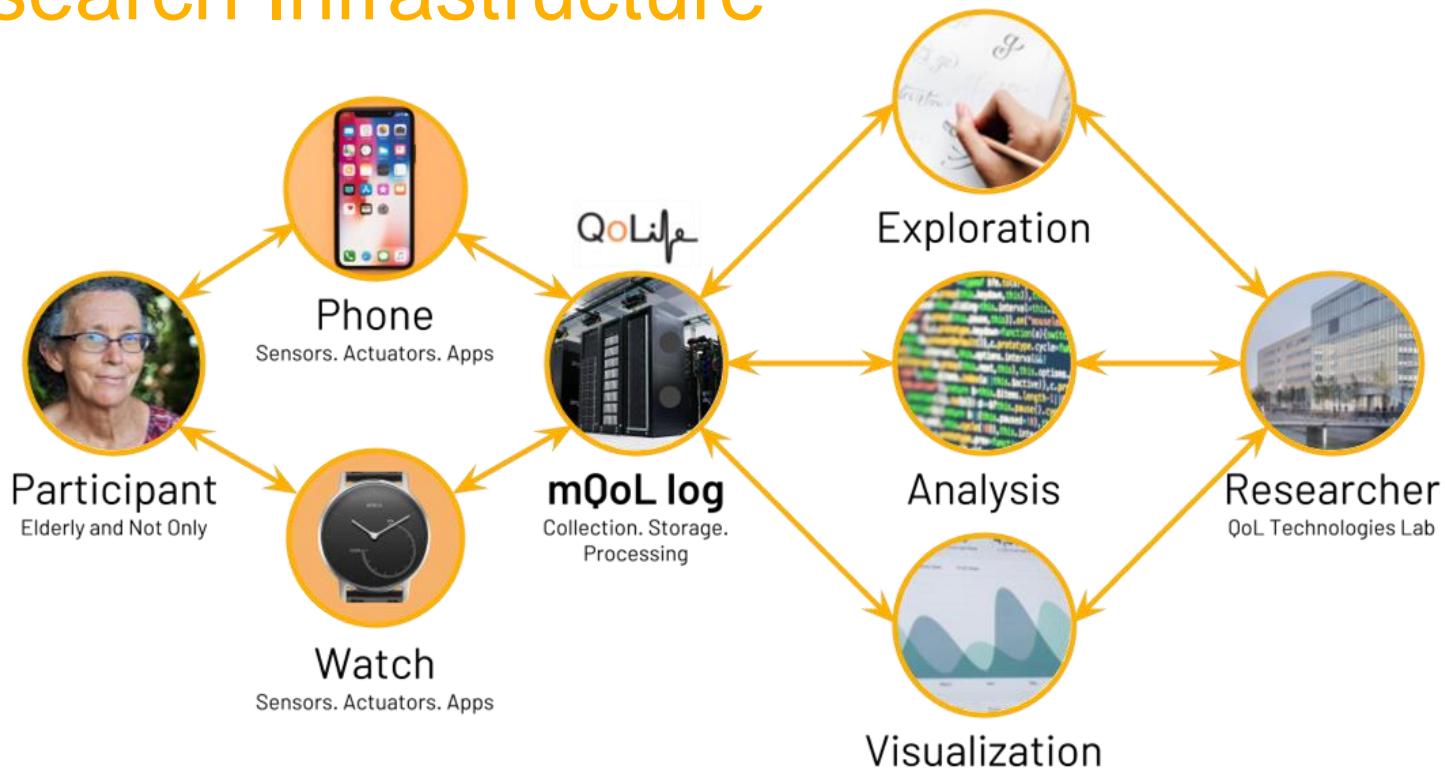 search Infrastructure
QoLife
Exploration
Phone
Sensors. Actuators. Apps
Participant
Elderly and Not Only
mQoL log
Collection. Storage.
Processing
Analysis
Researcher
QoL Technologies Lab
Watch
Sensors. Actuators. Apps
Visualization